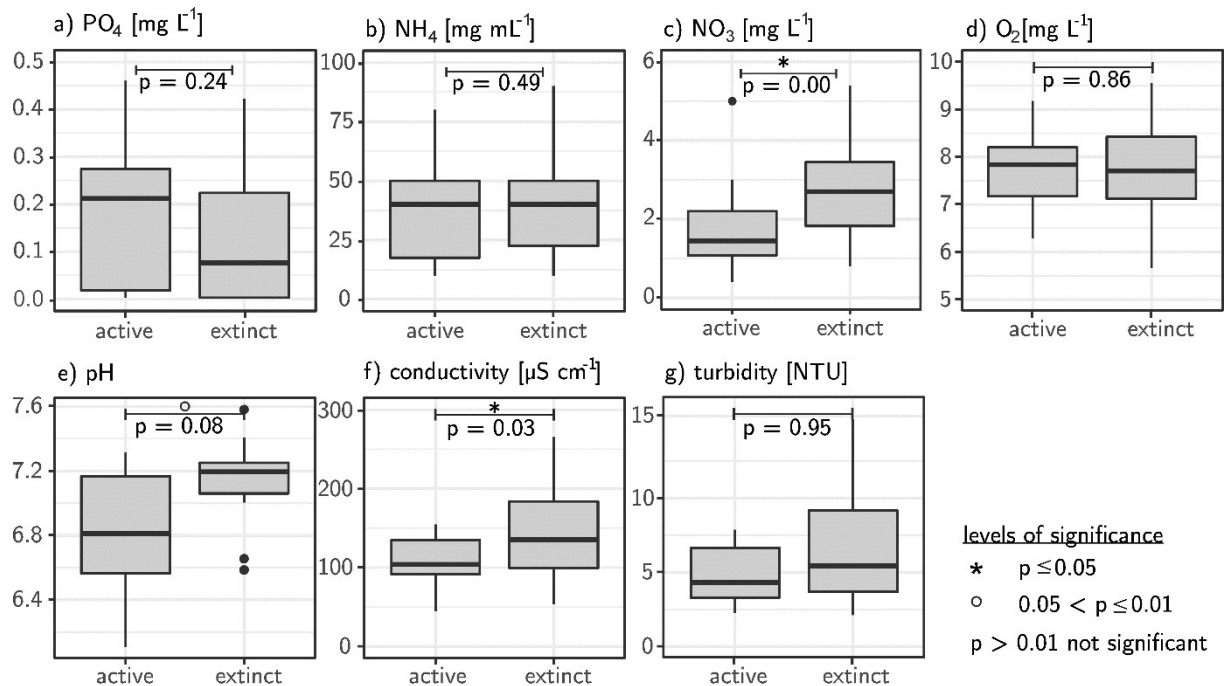 a) PO₄ [mg L⁻¹]
0.5
0.4
0.3
0.2
0.1
0.0
p = 0.24
active extinct
b) NH₄ [mg mL⁻¹]
100
75
50
25
0
p = 0.49
active extinct
c) NO₃ [mg L⁻¹]
6
4
2
0
*
p = 0.00
active extinct
d) O₂[mg L⁻¹]
10
9
8
7
6
5
p = 0.86
active extinct
e) pH
7.6
7.2
6.8
6.4
○
p = 0.08
active extinct
f) conductivity [µS cm⁻¹]
300
200
100
0
*
p = 0.03
active extinct
g) turbidity [NTU]
15
10
5
0
p = 0.95
active extinct
levels of significance
* p ≤0.05
○ 0.05 < p ≤0.01
p > 0.01 not significant